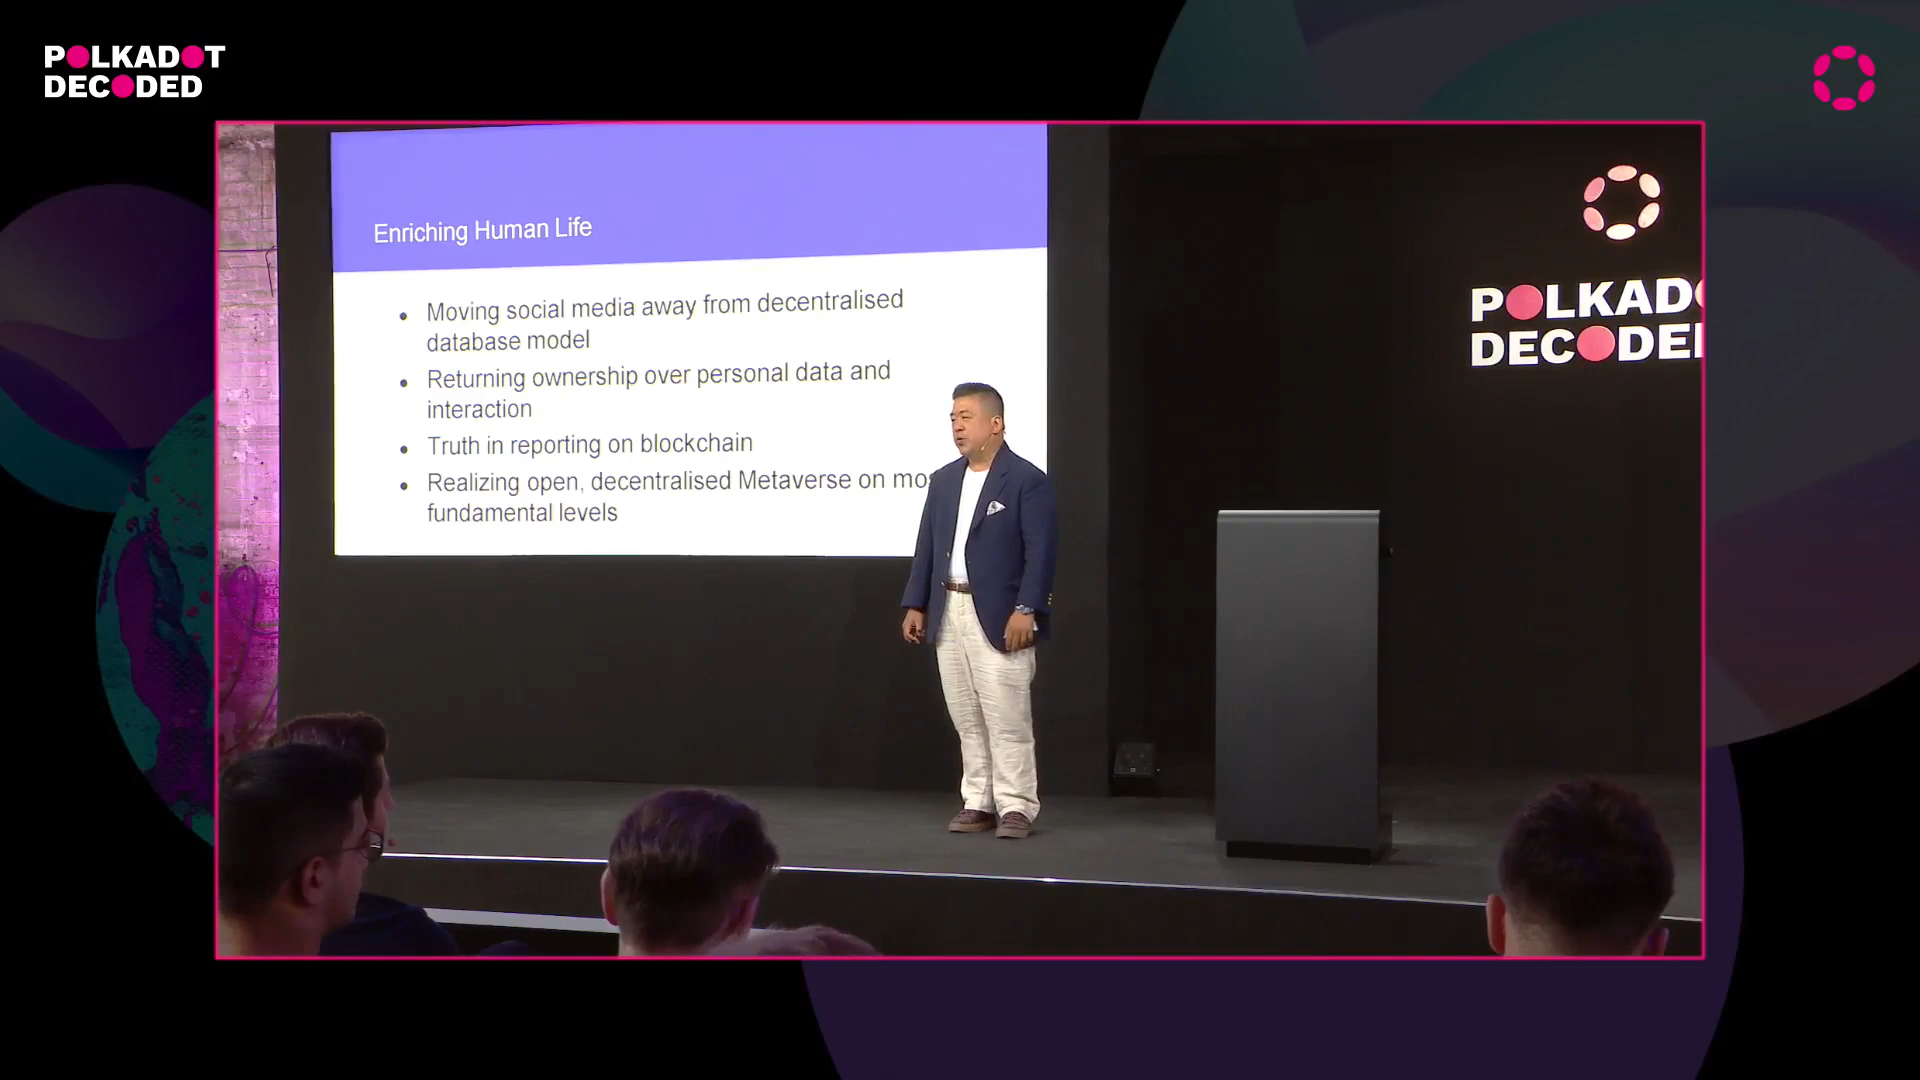 POLKADOT
DECODED
Enriching Human Life
Moving social media away from decentralised
database model
Returning ownership over personal data and
interaction
Truth in reporting on blockchain
Realizing open, decentralised Metaverse on
fundamental levels
POLKAD
DECODE